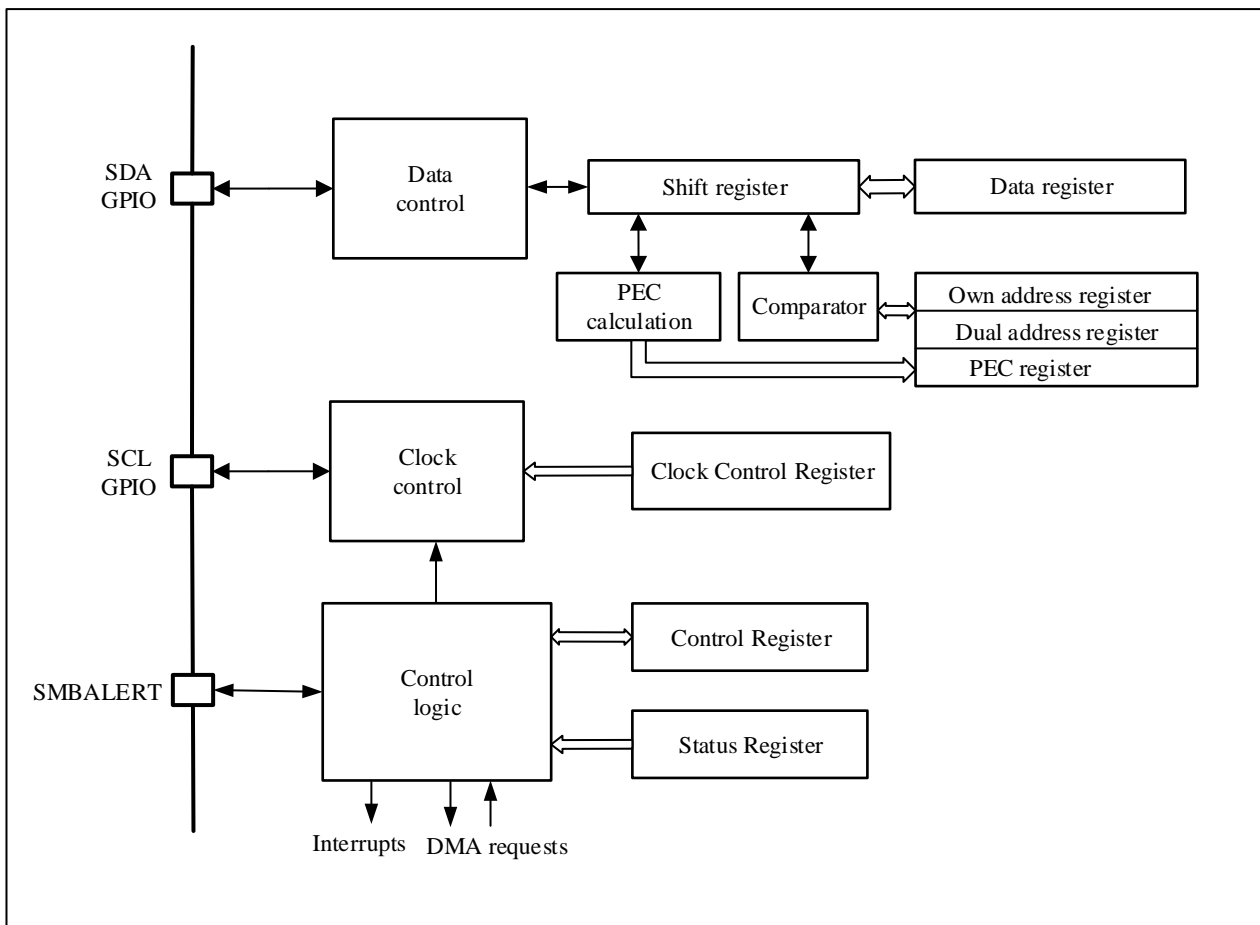 SDA
GPIO
Data
control
Shift register
Data register
PEC
calculation
Comparator
Own address register
Dual address register
PEC register
SCL
GPIO
Clock
control
Clock Control Register
SMBALERT
Control
logic
Control Register
Status Register
Interrupts
DMA requests